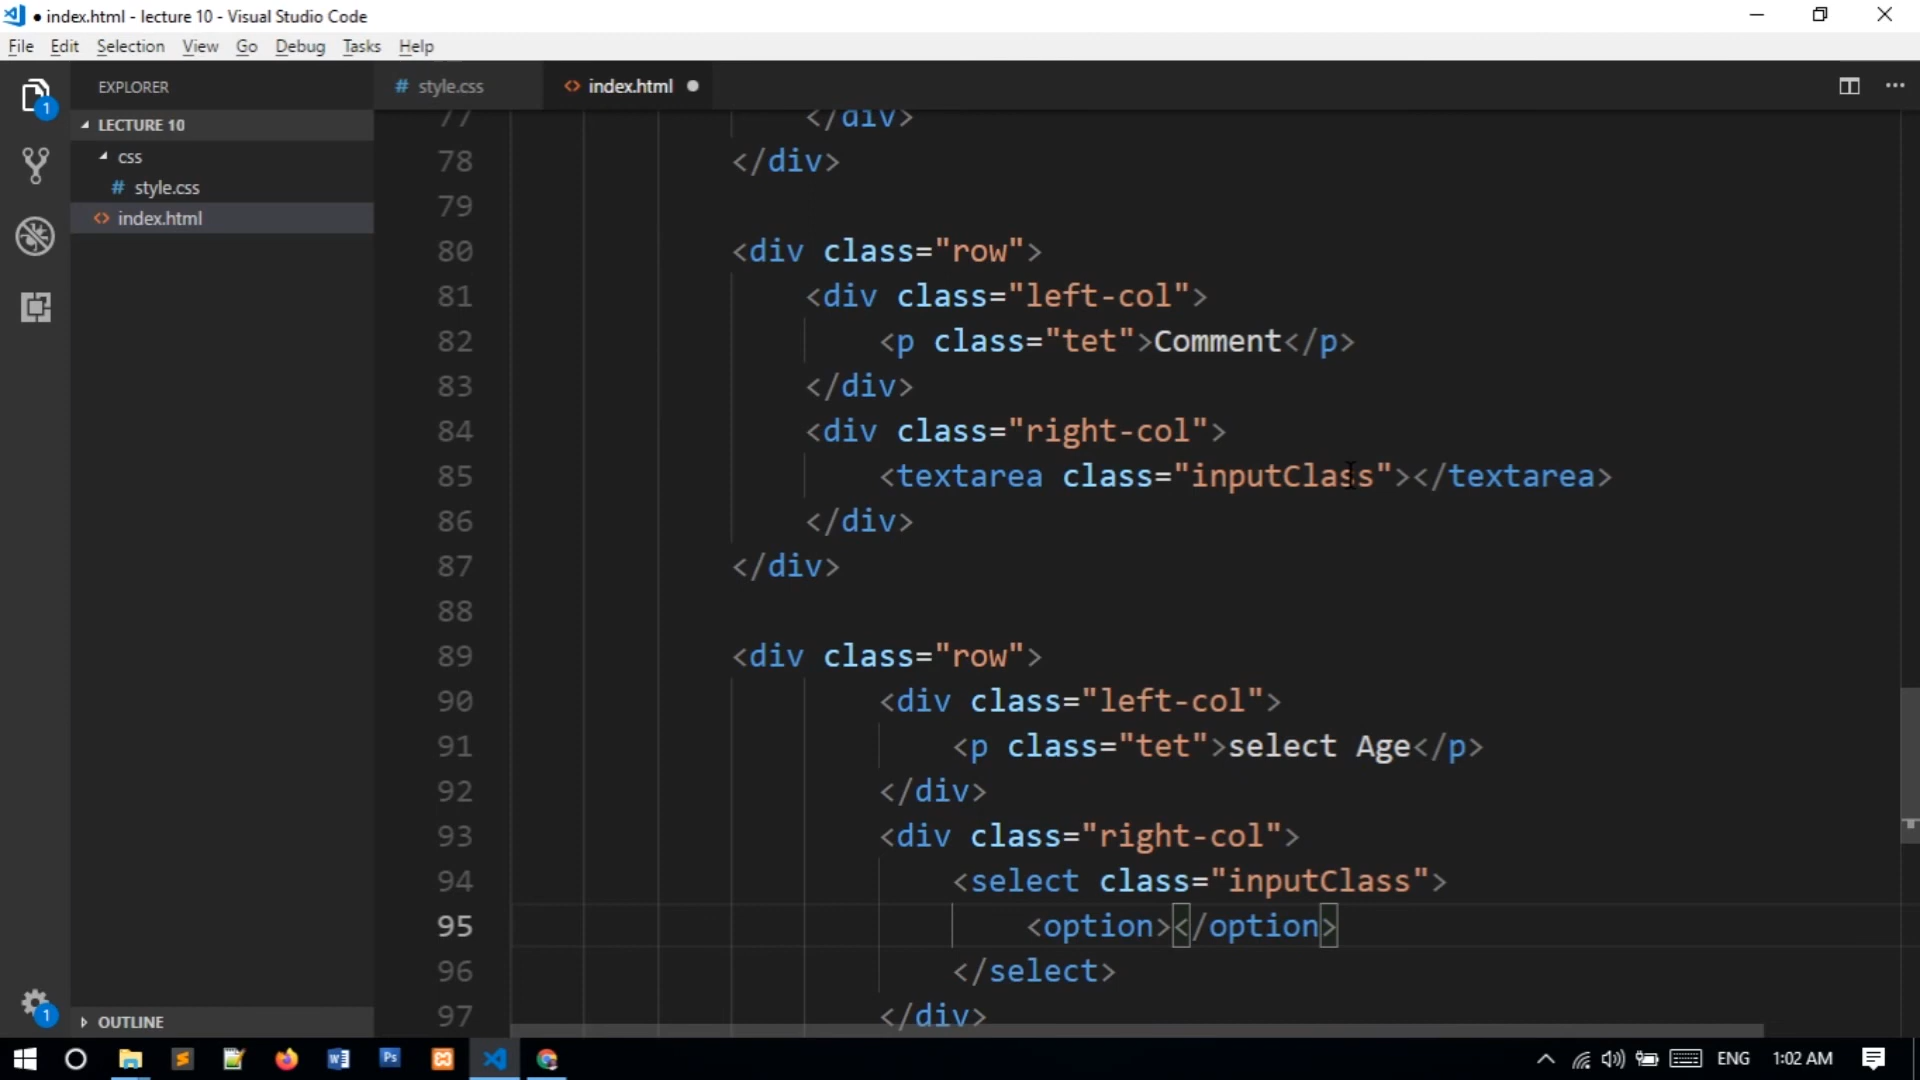 index.html - lecture 10 - Visual Studio Code
File Edit Selection View Go Debug Tasks Help
EXPLORER
# style.css
<> index.html
1
LECTURE 10
css
# style.css
<> index.html
77 </div>
78 </div>
79
80 <div class="row">
81 <div class="left-col">
82 <p class="tet">Comment</p>
83 </div>
84 <div class="right-col">
85 <textarea class="inputClass"></textarea>
86 </div>
87 </div>
88
89 <div class="row">
90 <div class="left-col">
91 <p class="tet">select Age</p>
92 </div>
93 <div class="right-col">
94 <select class="inputClass">
95 <option></option>
96 </select>
97 </div>
1
OUTLINE
Ps
ENG
1:02 AM